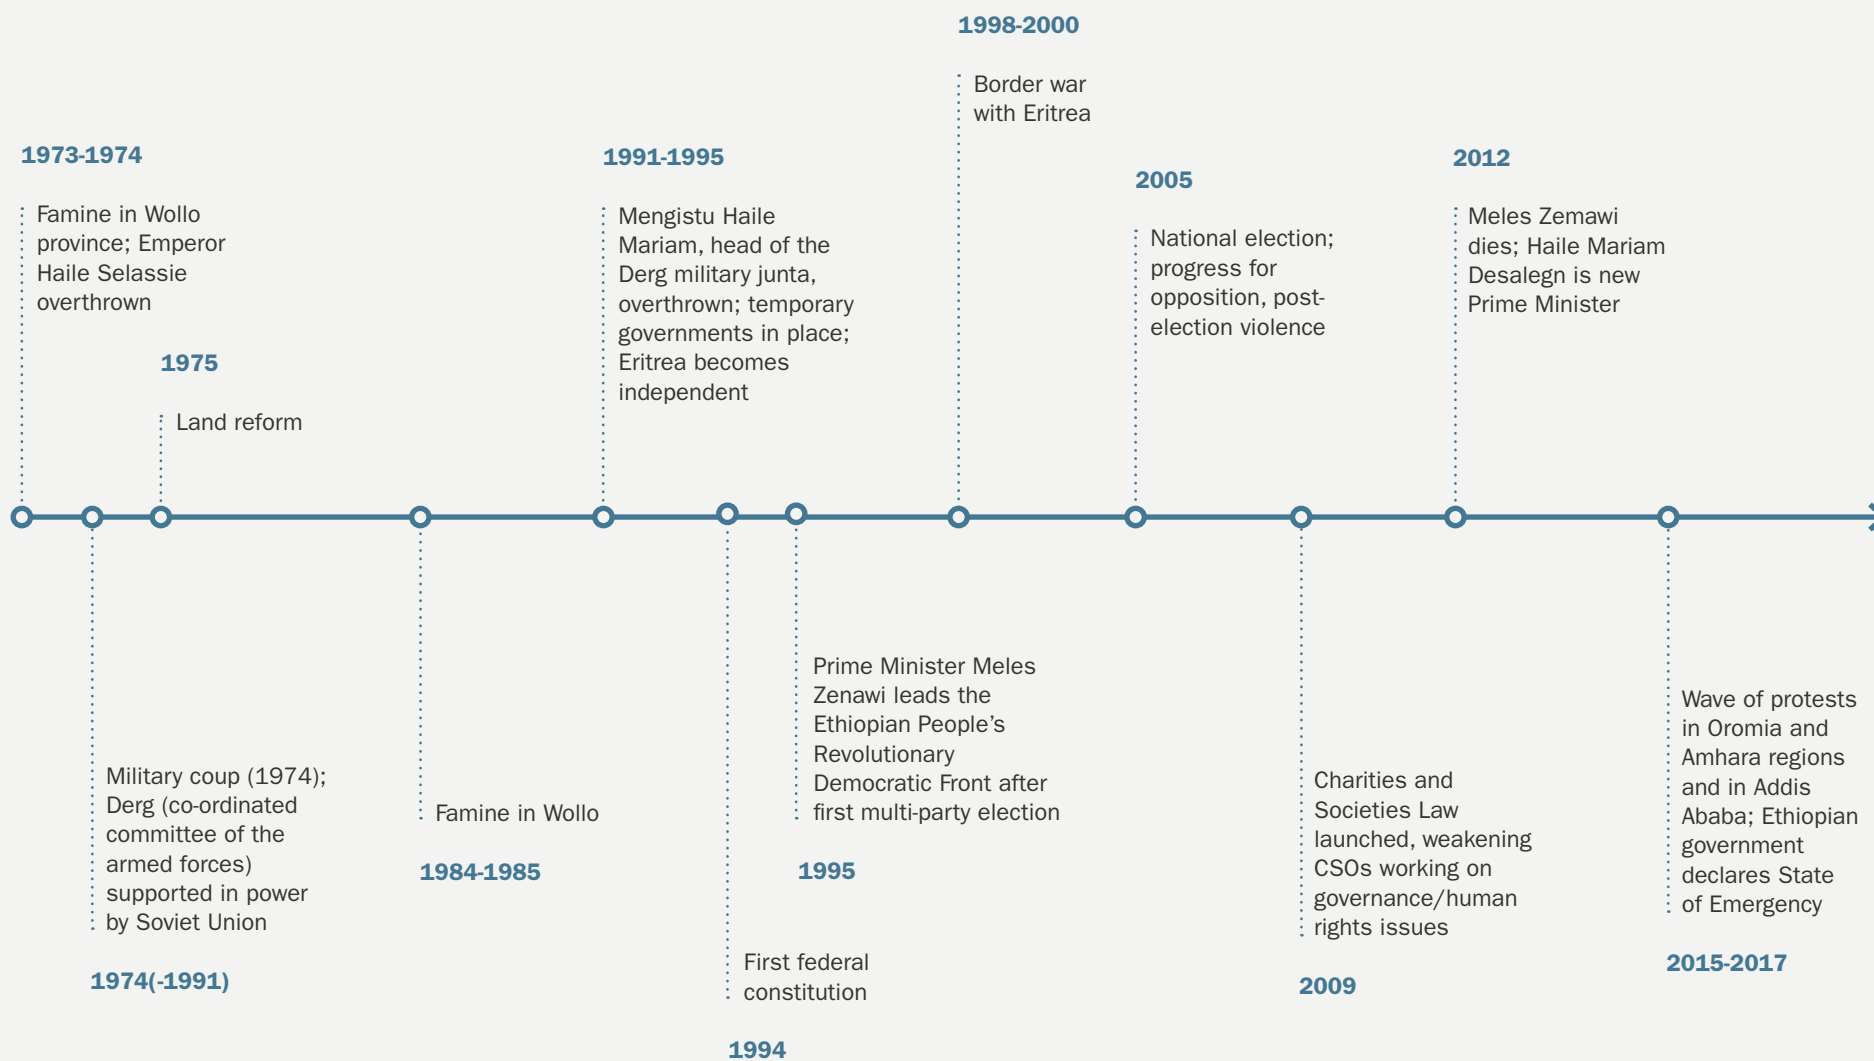 1973-1974
Famine in Wollo
province; Emperor
Haile Selassie
overthrown
1974(-1991)
Military coup (1974);
Derg (co-ordinated
committee of the
armed forces)
supported in power
by Soviet Union
1975
Land reform
1984-1985
Famine in Wollo
1991-1995
Mengistu Haile
Mariam, head of the
Derg military junta,
overthrown; temporary
governments in place;
Eritrea becomes
independent
1994
First federal
constitution
1995
Prime Minister Meles
Zenawi leads the
Ethiopian People’s
Revolutionary
Democratic Front after
first multi-party election
1998-2000
Border war
with Eritrea
2005
National election;
progress for
opposition, post-
election violence
2009
Charities and
Societies Law
launched, weakening
CSOs working on
governance/human
rights issues
2012
Meles Zemawi
dies; Haile Mariam
Desalegn is new
Prime Minister
2015-2017
Wave of protests
in Oromia and
Amhara regions
and in Addis
Ababa; Ethiopian
government
declares State
of Emergency